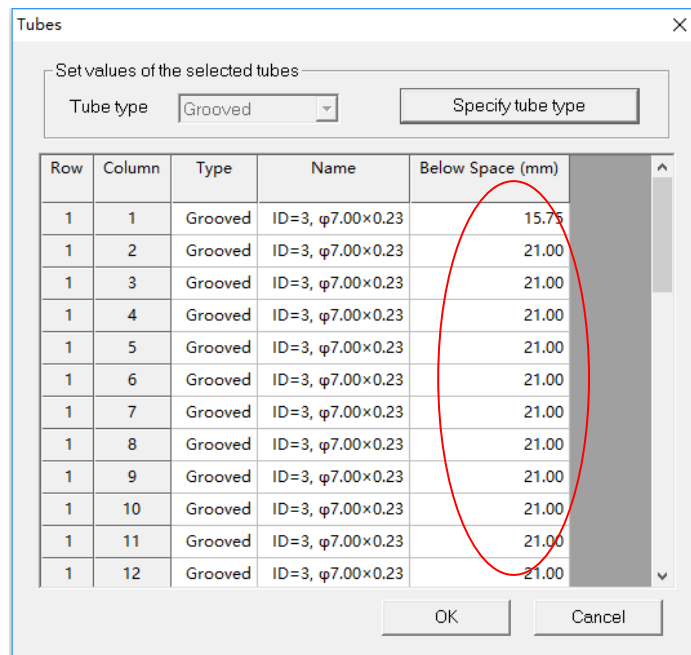 Tubes
Set values of the selected tubes
Tube type Grooved Specify tube type
Row Column Type Name Below Space (mm)
1 1 Grooved ID=3, φ7.00×0.23 15.75
1 2 Grooved ID=3, φ7.00×0.23 21.00
1 3 Grooved ID=3, φ7.00×0.23 21.00
1 4 Grooved ID=3, φ7.00×0.23 21.00
1 5 Grooved ID=3, φ7.00×0.23 21.00
1 6 Grooved ID=3, φ7.00×0.23 21.00
1 7 Grooved ID=3, φ7.00×0.23 21.00
1 8 Grooved ID=3, φ7.00×0.23 21.00
1 9 Grooved ID=3, φ7.00×0.23 21.00
1 10 Grooved ID=3, φ7.00×0.23 21.00
1 11 Grooved ID=3, φ7.00×0.23 21.00
1 12 Grooved ID=3, φ7.00×0.23 21.00
OK Cancel